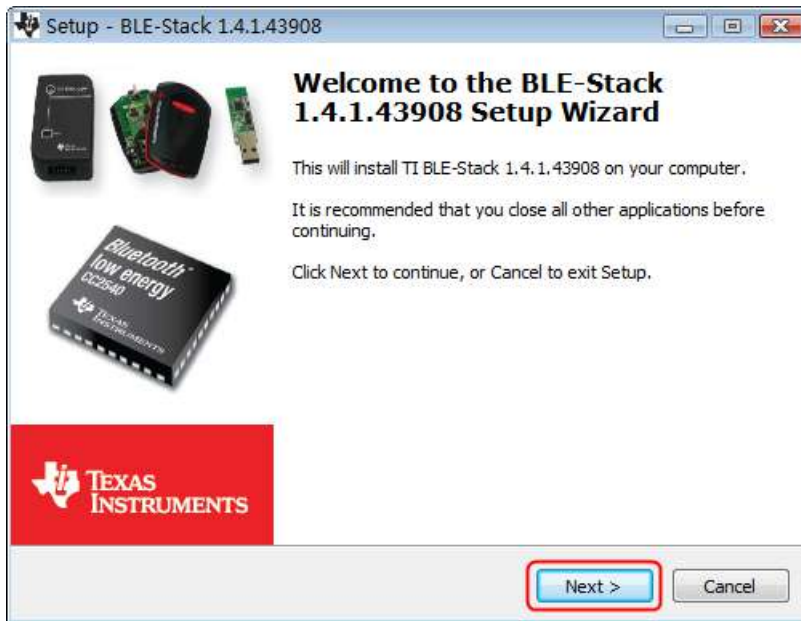 Setup - BLE-Stack 1.4.1.43908
Welcome to the BLE-Stack
1.4.1.43908 Setup Wizard
This will install TI BLE-Stack 1.4.1.43908 on your computer.
It is recommended that you close all other applications before
continuing.
Click Next to continue, or Cancel to exit Setup.
Bluetooth®
low energy
CC2540
TEXAS
INSTRUMENTS
TEXAS
INSTRUMENTS
Next >
Cancel